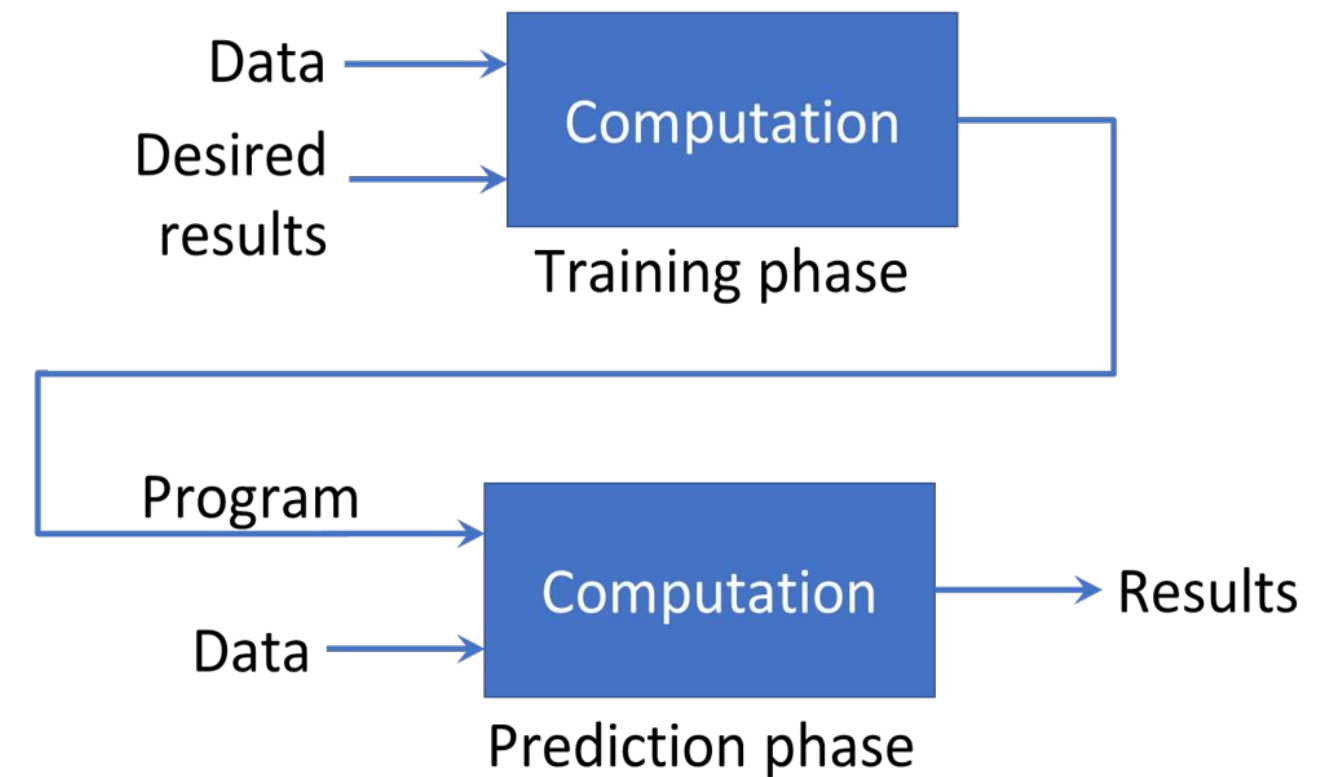 Data
Desired
results
Computation
Training phase
Program
Data
Computation
Results
Prediction phase